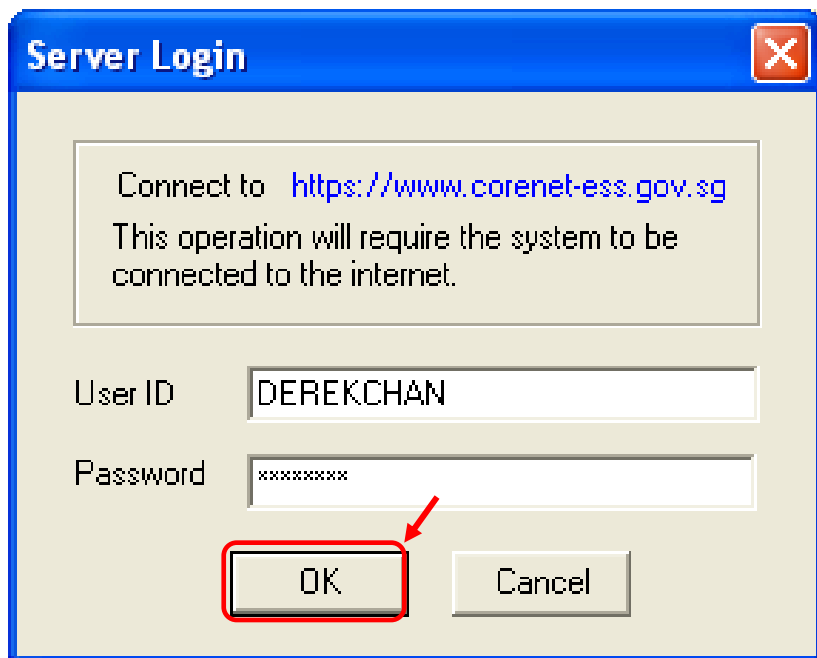 Server Login
Connect to https://www.corenet-ess.gov.sg
This operation will require the system to be
connected to the internet.
User ID DEREKCHAN
Password ××××××××
OK Cancel